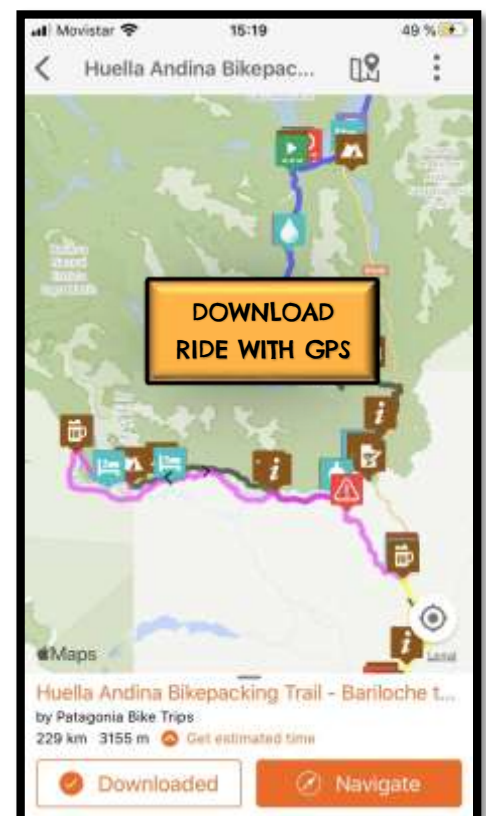 Movistar 15:19 49 %
Huella Andina Bikepac...
DOWNLOAD
RIDE WITH GPS
Maps
Legal
Huella Andina Bikepacking Trail - Bariloche t...
by Patagonia Bike Trips
229 km 3155 m Get estimated time
Downloaded Navigate